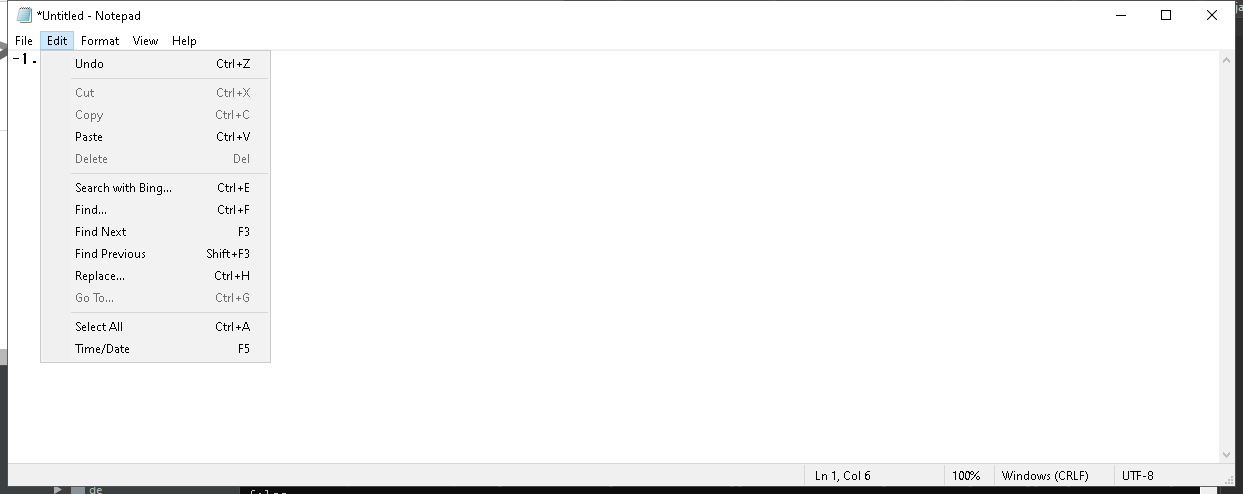 *Untitled - Notepad
File Edit Format View Help
-1.
Undo Ctrl+Z
Cut Ctrl+X
Copy Ctrl+C
Paste Ctrl+V
Delete Del
Search with Bing... Ctrl+E
Find... Ctrl+F
Find Next F3
Find Previous Shift+F3
Replace... Ctrl+H
Go To... Ctrl+G
Select All Ctrl+A
Time/Date F5
Ln 1, Col 6 100% Windows (CRLF) UTF-8
de